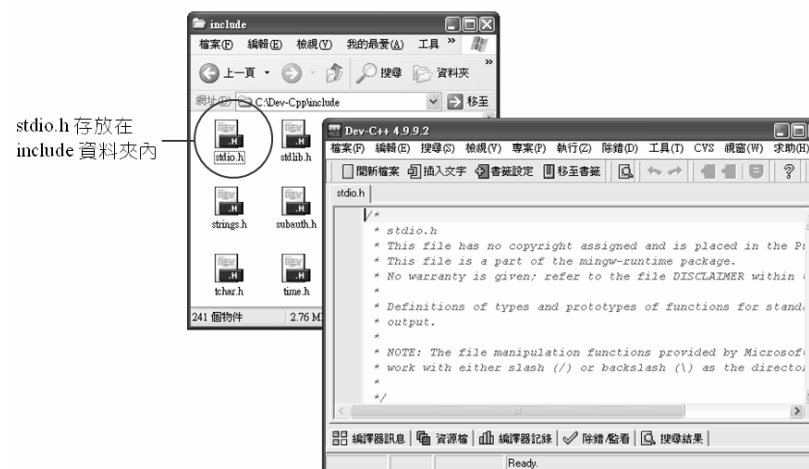 include
檔案(F) 編輯(E) 檢視(V) 我的最愛(A) 工具 »
上一頁 搜尋 資料夾 »
網址(D) C:\Dev-Cpp\include 移至
stdio.h 存放在
include 資料夾內
stdio.h stdlib.h
strings.h subauth.h
tchar.h time.h
241 個物件 2.76 M
Dev-C++ 4.9.9.2
檔案(F) 編輯(E) 搜尋(S) 檢視(V) 專案(P) 執行(Z) 除錯(D) 工具(T) CVS 視窗(W) 求助(H)
開新檔案 插入文字 書籤設定 移至書籤
stdio.h
/*
* stdio.h
* This file has no copyright assigned and is placed in the Pu
* This file is a part of the mingw-runtime package.
* No warranty is given; refer to the file DISCLAIMER within
*
* Definitions of types and prototypes of functions for stand
* output.
*
* NOTE: The file manipulation functions provided by Microsof
* work with either slash (/) or backslash (\) as the director
*
*/
編譯器訊息 資源檔 編譯器記錄 除錯/監看 搜尋結果
Ready.